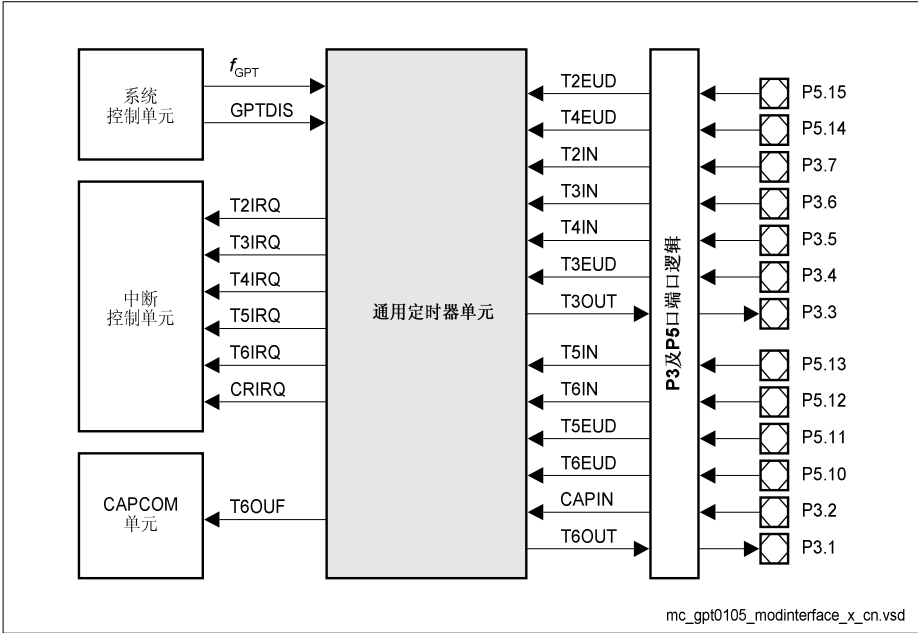 系统
控制单元
fGPT
GPTDIS
中断
控制单元
T2IRQ
T3IRQ
T4IRQ
T5IRQ
T6IRQ
CRIRQ
CAPCOM
单元
T6OUF
通用定时器单元
T2EUD
T4EUD
T2IN
T3IN
T4IN
T3EUD
T3OUT
T5IN
T6IN
T5EUD
T6EUD
CAPIN
T6OUT
P3及P5口端口逻辑
P5.15
P5.14
P3.7
P3.6
P3.5
P3.4
P3.3
P5.13
P5.12
P5.11
P5.10
P3.2
P3.1
mc_gpt0105_modinterface_x_cn.vsd